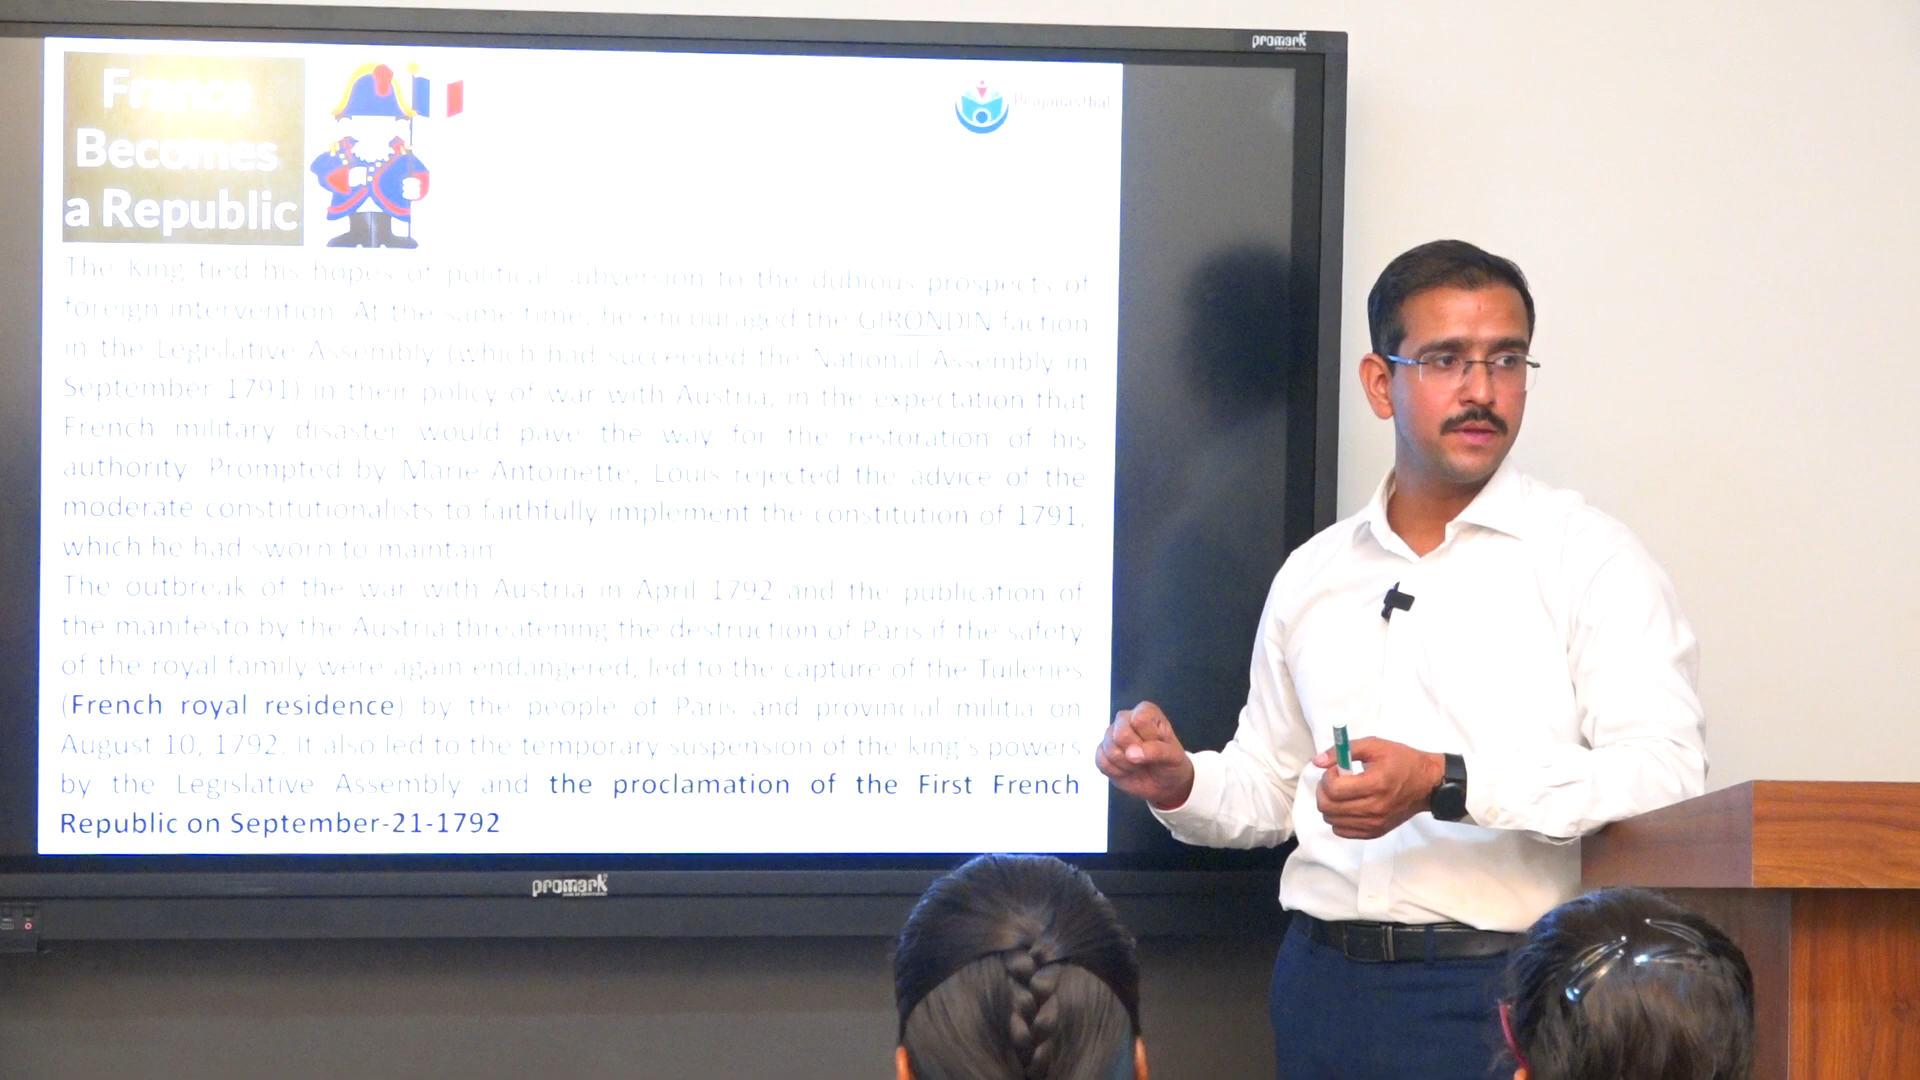 promark
France
Becomes
a Republic
Prajnasthal
The King tied his hopes of political subversion to the dubious prospects of
foreign intervention. At the same time, he encouraged the GIRONDIN faction
in the Legislative Assembly (which had succeeded the National Assembly in
September 1791) in their policy of war with Austria, in the expectation that
French military disaster would pave the way for the restoration of his
authority. Prompted by Marie Antoinette, Louis rejected the advice of the
moderate constitutionalists to faithfully implement the constitution of 1791,
which he had sworn to maintain
The outbreak of the war with Austria in April 1792 and the publication of
the manifesto by the Austria threatening the destruction of Paris if the safety
of the royal family were again endangered, led to the capture of the Tuileries
(French royal residence) by the people of Paris and provincial militia on
August 10, 1792. It also led to the temporary suspension of the king's powers
by the Legislative Assembly and the proclamation of the First French
Republic on September-21-1792
promark